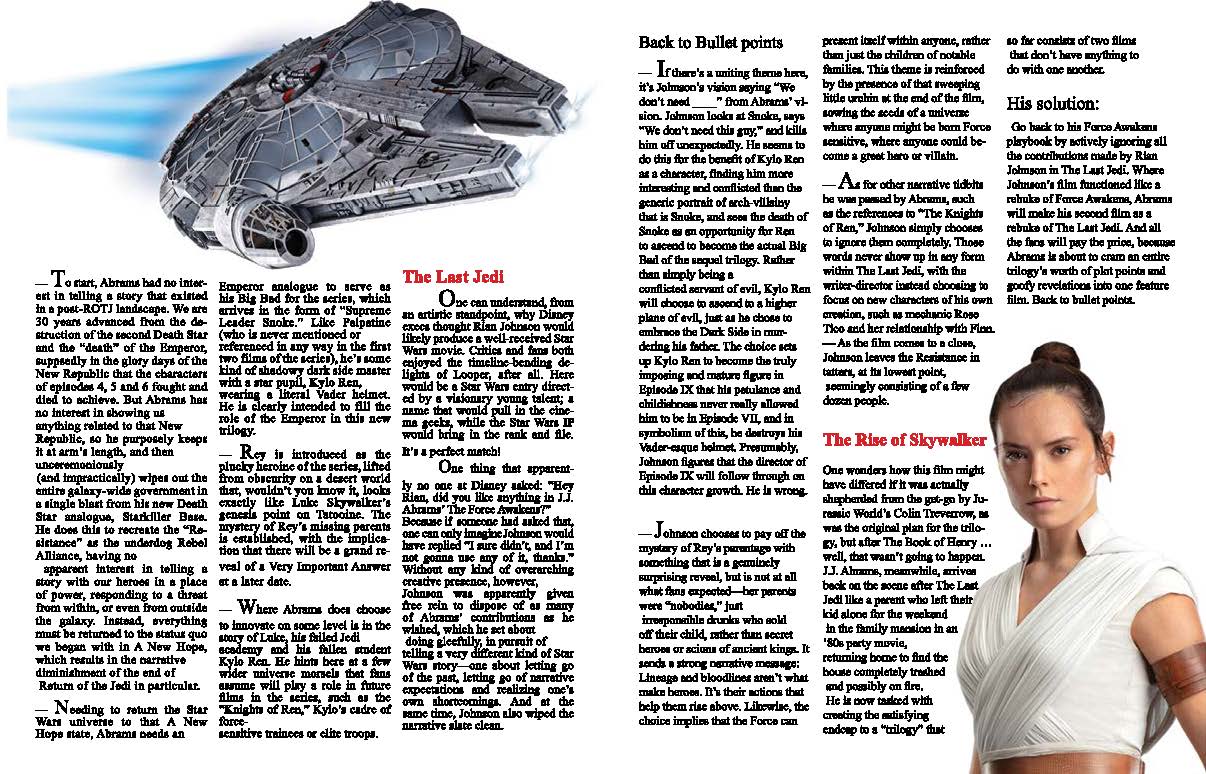 — To start, Abrams had no inter-
est in telling a story that existed
in a post-ROTJ landscape. We are
30 years advanced from the de-
struction of the second Death Star
and the “death” of the Emperor,
supposedly in the glory days of the
New Republic that the characters
of episodes 4, 5 and 6 fought and
died to achieve. But Abrams has
no interest in showing us
anything related to that New
Republic, so he purposely keeps
it at arm’s length, and then
unceremoniously
(and impractically) wipes out the
entire galaxy-wide government in
a single blast from his new Death
Star analogue, Starkiller Base.
He does this to recreate the “Re-
sistance” as the underdog Rebel
Alliance, having no
apparent interest in telling a
story with our heroes in a place
of power, responding to a threat
from within, or even from outside
the galaxy. Instead, everything
must be returned to the status quo
we began with in A New Hope,
which results in the narrative
diminishment of the end of
Return of the Jedi in particular.
— Needing to return the Star
Wars universe to that A New
Hope state, Abrams needs an
Emperor analogue to serve as
his Big Bad for the series, which
arrives in the form of “Supreme
Leader Snoke.” Like Palpatine
(who is never mentioned or
referenced in any way in the first
two films of the series), he’s some
kind of shadowy dark side master
with a star pupil, Kylo Ren,
wearing a literal Vader helmet.
He is clearly intended to fill the
role of the Emperor in this new
trilogy.
— Rey is introduced as the
plucky heroine of the series, lifted
from obscurity on a desert world
that, wouldn’t you know it, looks
exactly like Luke Skywalker’s
genesis point on Tatooine. The
mystery of Rey’s missing parents
is established, with the implica-
tion that there will be a grand re-
veal of a Very Important Answer
at a later date.
— Where Abrams does choose
to innovate on some level is in the
story of Luke, his failed Jedi
academy and his fallen student
Kylo Ren. He hints here at a few
wider universe morsels that fans
assume will play a role in future
films in the series, such as the
“Knights of Ren,” Kylo’s cadre of
force-
sensitive trainees or elite troops.
The Last Jedi
One can understand, from
an artistic standpoint, why Disney
execs thought Rian Johnson would
likely produce a well-received Star
Wars movie. Critics and fans both
enjoyed the timeline-bending de-
lights of Looper, after all. Here
would be a Star Wars entry direct-
ed by a visionary young talent; a
name that would pull in the cine-
ma geeks, while the Star Wars IP
would bring in the rank and file.
It’s a perfect match!
One thing that apparent-
ly no one at Disney asked: “Hey
Rian, did you like anything in J.J.
Abrams’ The Force Awakens?”
Because if someone had asked that,
one can only imagine Johnson would
have replied “I sure didn’t, and I’m
not gonna use any of it, thanks.”
Without any kind of overarching
creative presence, however,
Johnson was apparently given
free rein to dispose of as many
of Abrams’ contributions as he
wished, which he set about
doing gleefully, in pursuit of
telling a very different kind of Star
Wars story—one about letting go
of the past, letting go of narrative
expectations and realizing one’s
own shortcomings. And at the
same time, Johnson also wiped the
narrative slate clean.
Back to Bullet points
— If there’s a uniting theme here,
it’s Johnson’s vision saying “We
don’t need ____” from Abrams’ vi-
sion. Johnson looks at Snoke, says
“We don’t need this guy,” and kills
him off unexpectedly. He seems to
do this for the benefit of Kylo Ren
as a character, finding him more
interesting and conflicted than the
generic portrait of arch-villainy
that is Snoke, and sees the death of
Snoke as an opportunity for Ren
to ascend to become the actual Big
Bad of the sequel trilogy. Rather
than simply being a
conflicted servant of evil, Kylo Ren
will choose to ascend to a higher
plane of evil, just as he chose to
embrace the Dark Side in mur-
dering his father. The choice sets
up Kylo Ren to become the truly
imposing and mature figure in
Episode IX that his petulance and
childishness never really allowed
him to be in Episode VII, and in
symbolism of this, he destroys his
Vader-esque helmet. Presumably,
Johnson figures that the director of
Episode IX will follow through on
this character growth. He is wrong.
— Johnson chooses to pay off the
mystery of Rey’s parentage with
something that is a genuinely
surprising reveal, but is not at all
what fans expected—her parents
were “nobodies,” just
irresponsible drunks who sold
off their child, rather than secret
heroes or scions of ancient kings. It
sends a strong narrative message:
Lineage and bloodlines aren’t what
make heroes. It’s their actions that
help them rise above. Likewise, the
choice implies that the Force can
present itself within anyone, rather
than just the children of notable
families. This theme is reinforced
by the presence of that sweeping
little urchin at the end of the film,
sowing the seeds of a universe
where anyone might be born Force
sensitive, where anyone could be-
come a great hero or villain.
— As for other narrative tidbits
he was passed by Abrams, such
as the references to “The Knights
of Ren,” Johnson simply chooses
to ignore them completely. Those
words never show up in any form
within The Last Jedi, with the
writer-director instead choosing to
focus on new characters of his own
creation, such as mechanic Rose
Tico and her relationship with Finn.
— As the film comes to a close,
Johnson leaves the Resistance in
tatters, at its lowest point,
seemingly consisting of a few
dozen people.
The Rise of Skywalker
One wonders how this film might
have differed if it was actually
shepherded from the get-go by Ju-
rassic World’s Colin Trevorrow, as
was the original plan for the trilo-
gy, but after The Book of Henry …
well, that wasn’t going to happen.
J.J. Abrams, meanwhile, arrives
back on the scene after The Last
Jedi like a parent who left their
kid alone for the weekend
in the family mansion in an
’80s party movie,
returning home to find the
house completely trashed
and possibly on fire.
He is now tasked with
creating the satisfying
endcap to a “trilogy” that
so far consists of two films
that don’t have anything to
do with one another.
His solution:
Go back to his Force Awakens
playbook by actively ignoring all
the contributions made by Rian
Johnson in The Last Jedi. Where
Johnson’s film functioned like a
rebuke of Force Awakens, Abrams
will make his second film as a
rebuke of The Last Jedi. And all
the fans will pay the price, because
Abrams is about to cram an entire
trilogy’s worth of plot points and
goofy revelations into one feature
film. Back to bullet points.